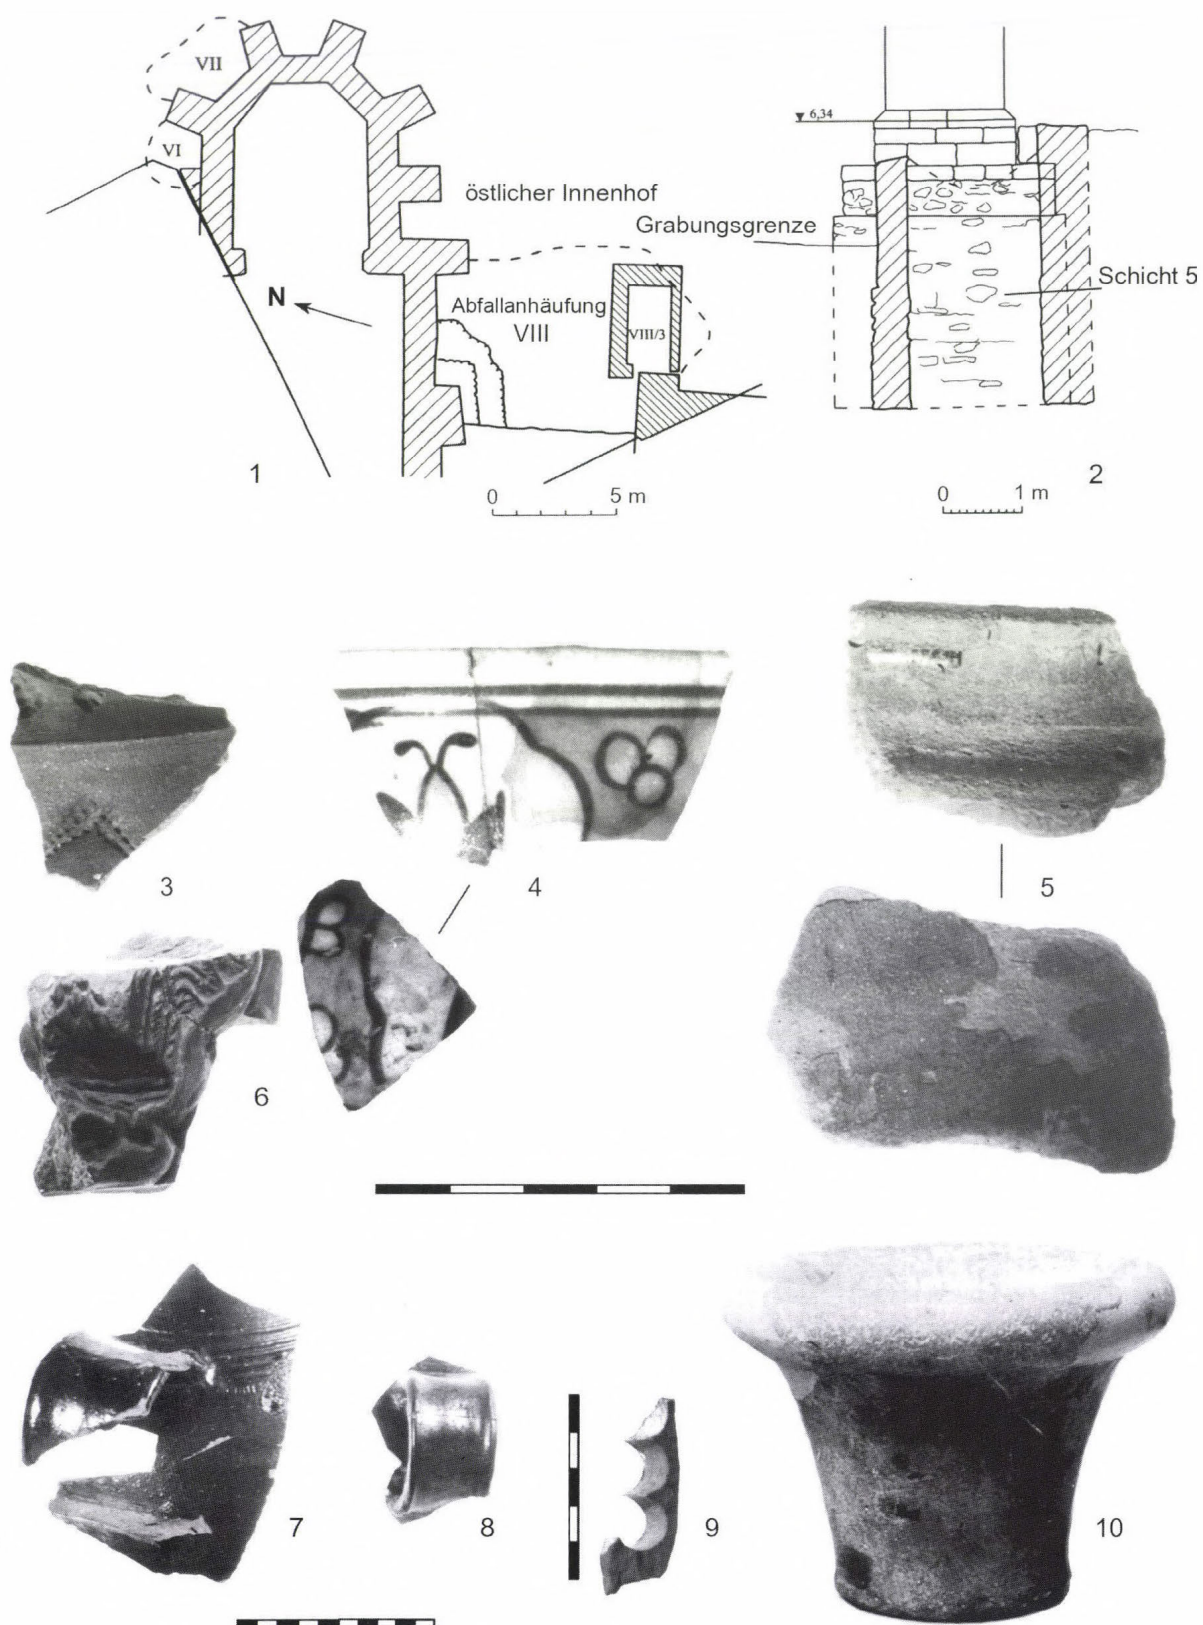 VII
VI
östlicher Innenhof
N
Abfallanhäufung
VIII
VIII/3
1
0 5 m
6,34
Grabungsgrenze
Schicht 5
2
0 1 m
3
4
5
6
7
8
9
10